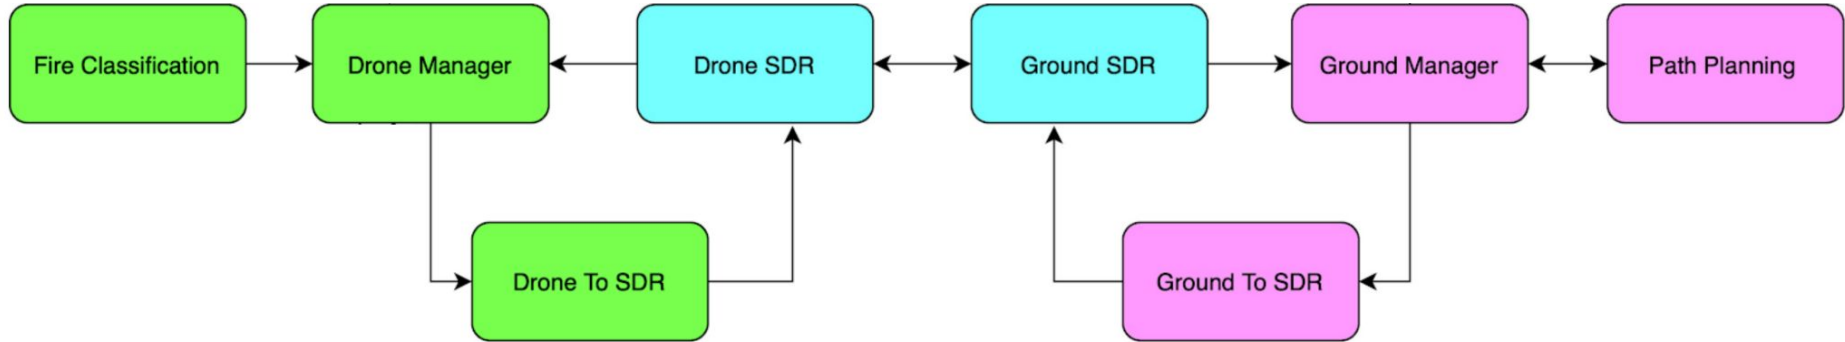 Fire Classification
Drone Manager
Drone SDR
Ground SDR
Ground Manager
Path Planning
Drone To SDR
Ground To SDR